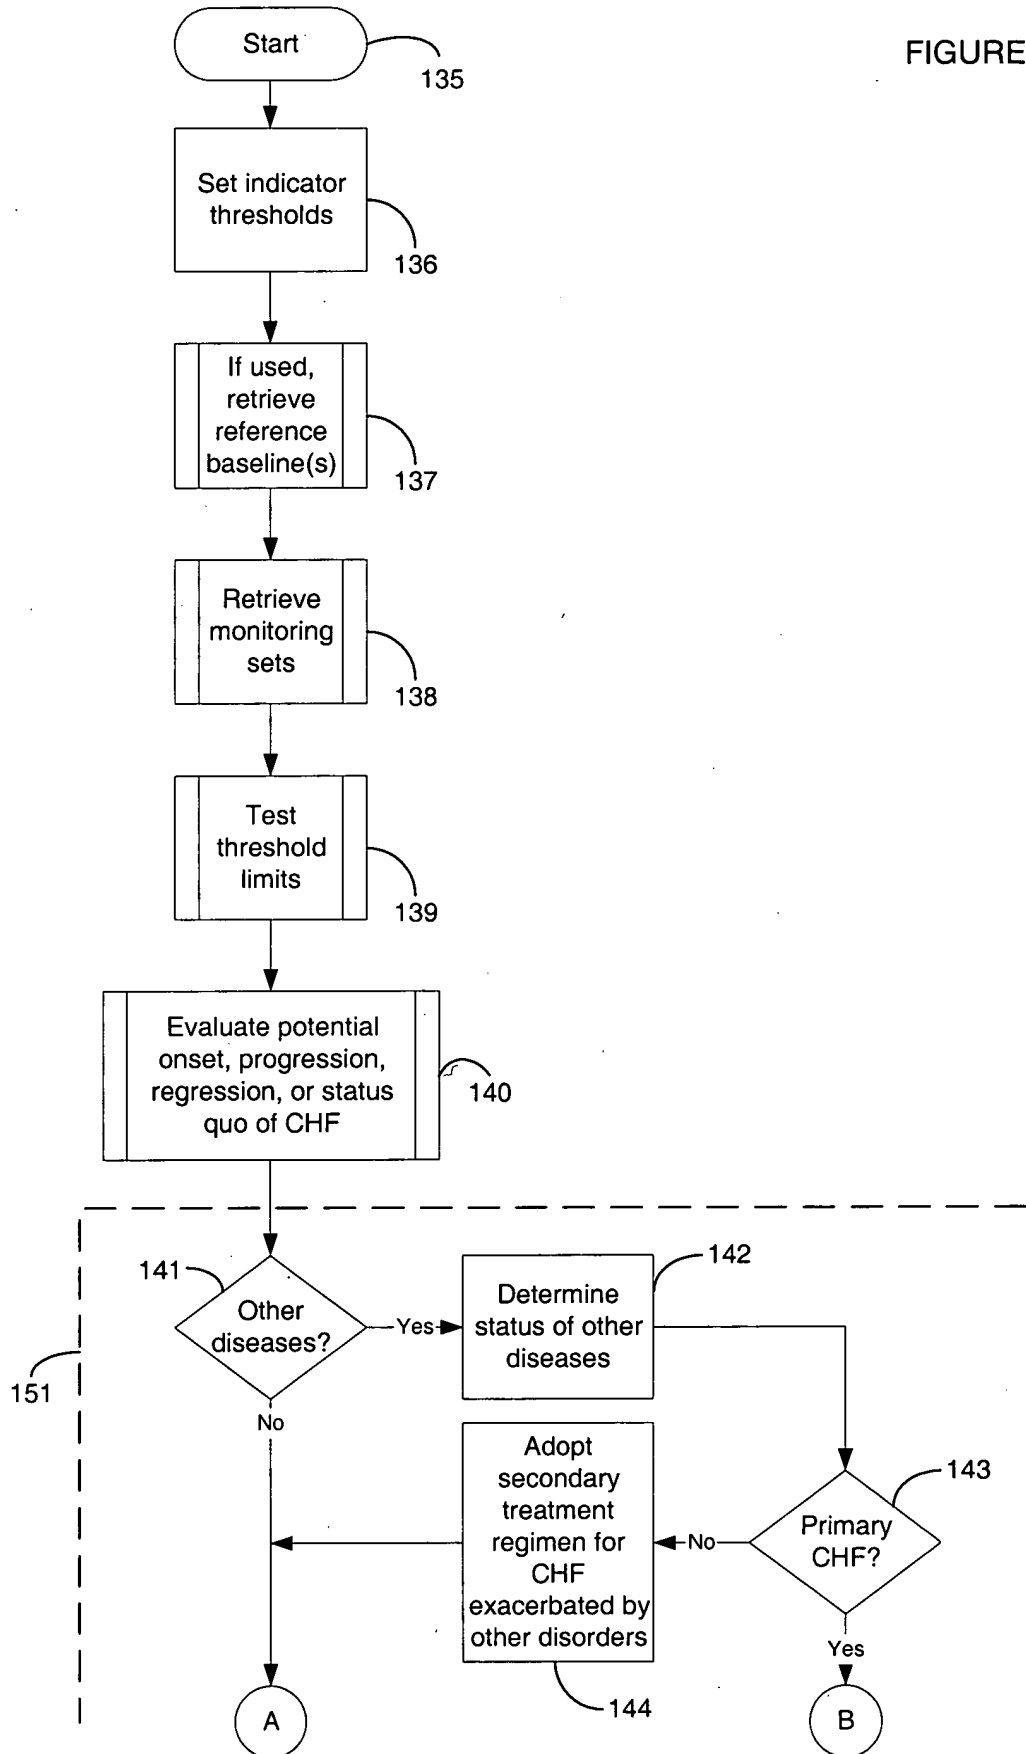 Start
135
FIGURE
Set indicator
thresholds
136
If used,
retrieve
reference
baseline(s)
137
Retrieve
monitoring
sets
138
Test
threshold
limits
139
Evaluate potential
onset, progression,
regression, or status
quo of CHF
140
141
Other
diseases?
Yes
Determine
status of other
diseases
142
151
No
Adopt
secondary
treatment
regimen for
CHF
exacerbated by
other disorders
144
No
Primary
CHF?
143
Yes
A
B